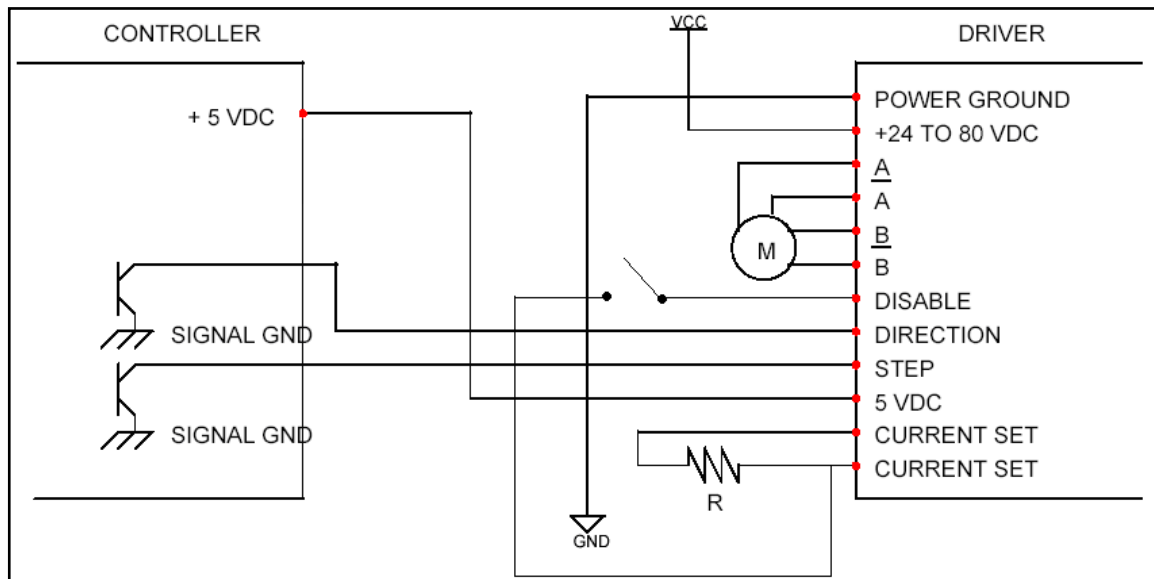 CONTROLLER
VCC
DRIVER
+ 5 VDC
POWER GROUND
+24 TO 80 VDC
A
A
B
B
M
DISABLE
DIRECTION
SIGNAL GND
STEP
5 VDC
SIGNAL GND
CURRENT SET
CURRENT SET
R
GND